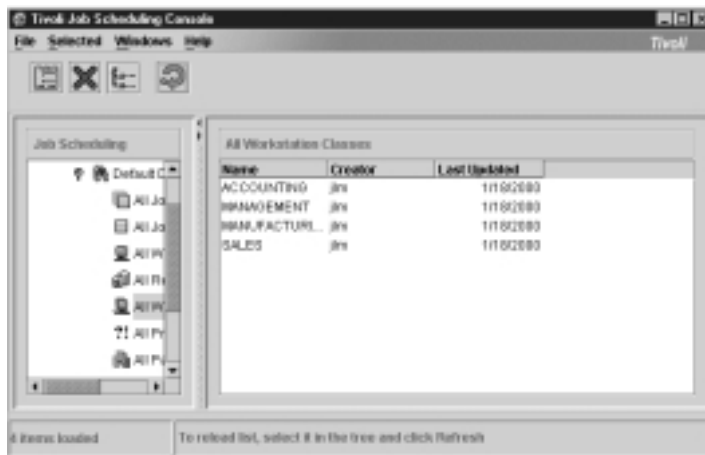 Tivoli Job Scheduling Console
File Selected Windows Help
Tivoli
Job Scheduling
Default C
All Jo
All Jo
All W
All Re
All W
All Pr
All Pa
All Workstation Classes
Name Creator Last Updated
ACCOUNTING jim 1/18/2000
MANAGEMENT jim 1/18/2000
MANUFACTURI... jim 1/18/2000
SALES jim 1/18/2000
4 items loaded
To reload list, select it in the tree and click Refresh